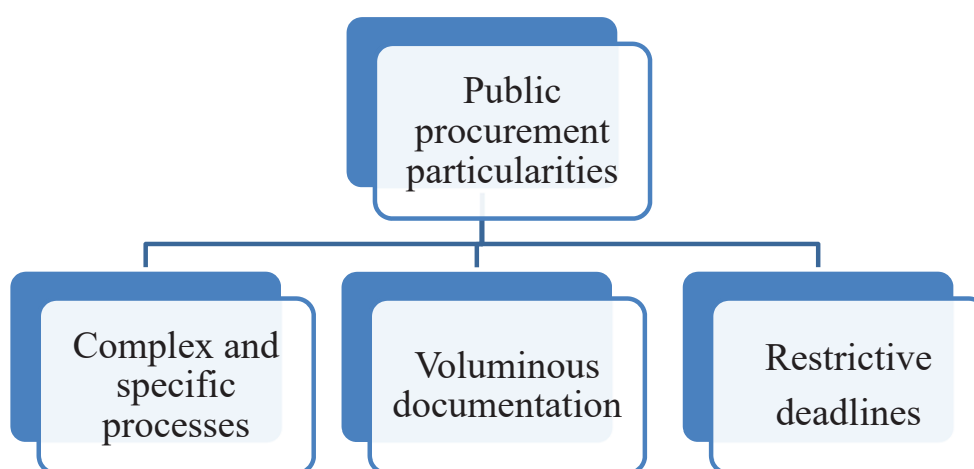 Public
procurement
particularities
Complex and
specific
processes
Voluminous
documentation
Restrictive
deadlines